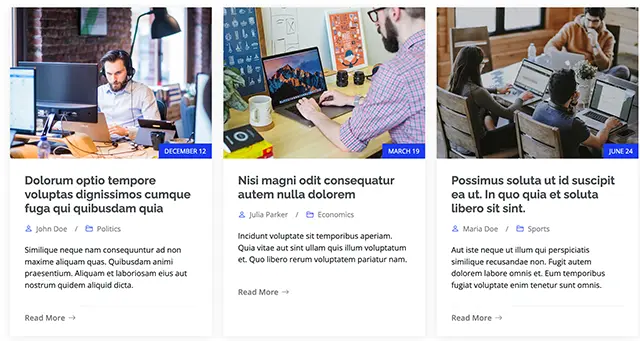 DECEMBER 12
Dolorum optio tempore
voluptas dignissimos cumque
fuga qui quibusdam quia
John Doe / Politics
Similique neque nam consequuntur ad non
maxime aliquam quas. Quibusdam animi
praesentium. Aliquam et laboriosam eius aut
nostrum quidem aliquid dicta.
Read More →
MARCH 19
Nisi magni odit consequatur
autem nulla dolorem
Julia Parker / Economics
Incidunt voluptate sit temporibus aperiam.
Quia vitae aut sint ullam quis illum voluptatum
et. Quo libero rerum voluptatem pariatur nam.
Read More →
JUNE 24
Possimus soluta ut id suscipit
ea ut. In quo quia et soluta
libero sit sint.
Maria Doe / Sports
Aut iste neque ut illum qui perspiciatis
similique recusandae non. Fugit autem
dolorem labore omnis et. Eum temporibus
fugiat voluptate enim tenetur sunt omnis.
Read More →